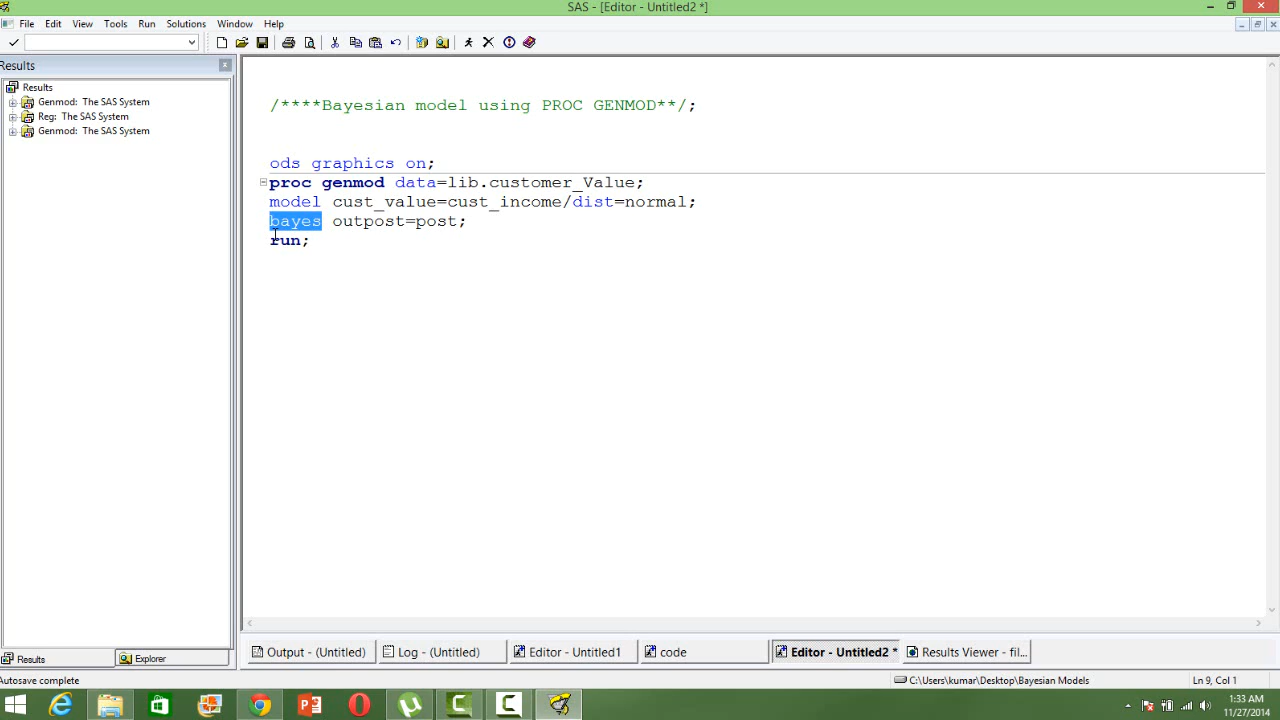 SAS - [Editor - Untitled2 *]
File Edit View Tools Run Solutions Window Help
Results
Results
Genmod: The SAS System
Reg: The SAS System
Genmod: The SAS System
/****Bayesian model using PROC GENMOD**/;
ods graphics on;
proc genmod data=lib.customer_Value;
model cust_value=cust_income/dist=normal;
bayes outpost=post;
run;
Results
Explorer
Output - (Untitled)
Log - (Untitled)
Editor - Untitled1
code
Editor - Untitled2 *
Results Viewer - fil...
Autosave complete
C:\Users\kumar\Desktop\Bayesian Models
Ln 9, Col 1
1:33 AM
11/27/2014